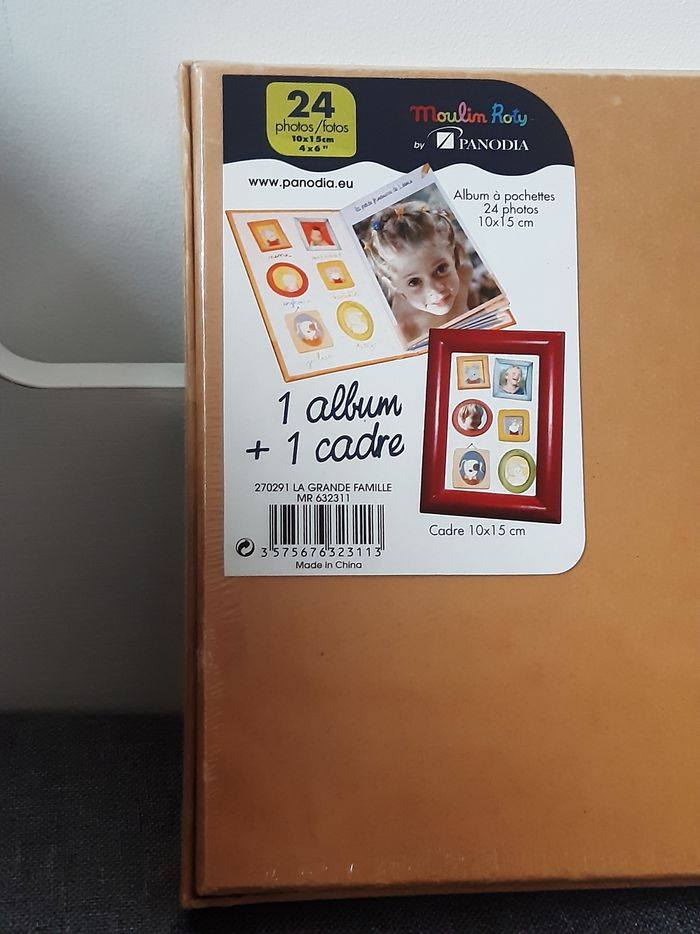 24
photos/fotos
10x15cm
4x6"
Moulin Roty
by PANODIA
www.panodia.eu
Album à pochettes
24 photos
10x15 cm
1 album
+ 1 cadre
270291 LA GRANDE FAMILLE
MR 632311
3575676323113
Made in China
Cadre 10x15 cm